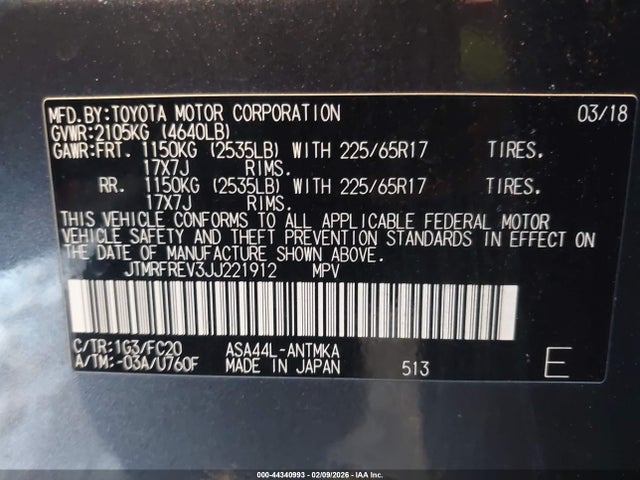 MFD.BY:TOYOTA MOTOR CORPORATION 03/18
GVWR:2105KG (4640LB)
GAWR:FRT. 1150KG (2535LB) WITH 225/65R17 TIRES.
17X7J RIMS.
RR. 1150KG (2535LB) WITH 225/65R17 TIRES.
17X7J RIMS.
THIS VEHICLE CONFORMS TO ALL APPLICABLE FEDERAL MOTOR
VEHICLE SAFETY AND THEFT PREVENTION STANDARDS IN EFFECT ON
THE DATE OF MANUFACTURE SHOWN ABOVE.
JTMRFREV3JJ221912 MPV
C/TR:1G3/FC20 ASA44L-ANTMKA
A/TM:-03A/U760F MADE IN JAPAN 513 E
000-44340993 - 02/09/2026 - IAA Inc.